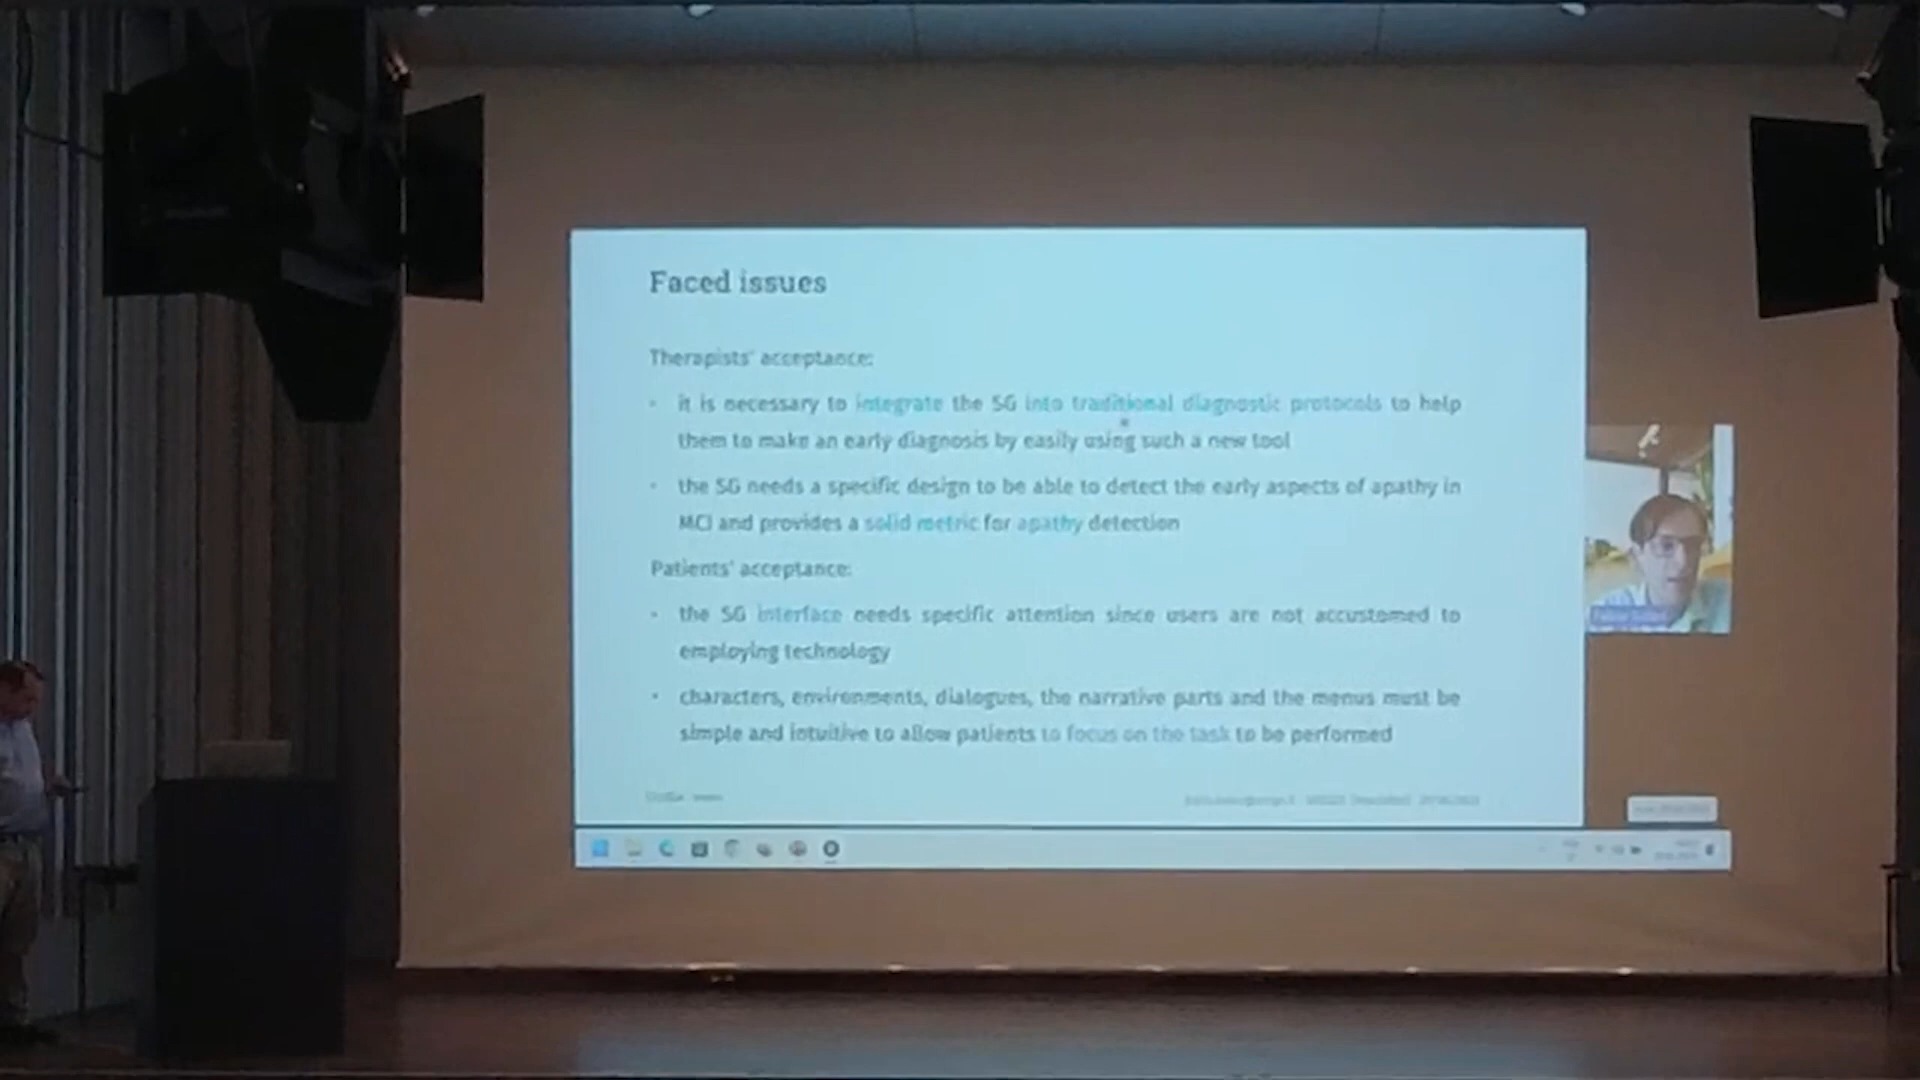 Faced issues
Therapists' acceptance:
· it is necessary to integrate the SG into traditional diagnostic protocols to help
them to make an early diagnosis by easily using such a new tool
· the SG needs a specific design to be able to detect the early aspects of apathy in
MCI and provides a solid metric for apathy detection
Patients' acceptance:
· the SG interface needs specific attention since users are not accustomed to
employing technology
· characters, environments, dialogues, the narrative parts and the menus must be
simple and intuitive to allow patients to focus on the task to be performed